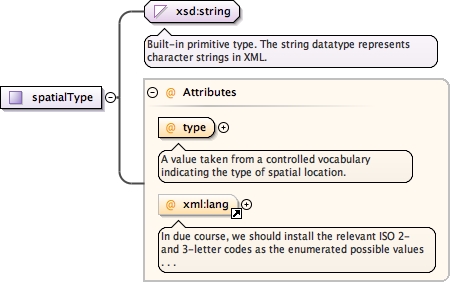 xsd:string
Built-in primitive type. The string datatype represents
character strings in XML.
spatialType
@ Attributes
@ type
A value taken from a controlled vocabulary
indicating the type of spatial location.
@ xml:lang
In due course, we should install the relevant ISO 2-
and 3-letter codes as the enumerated possible values
. . .